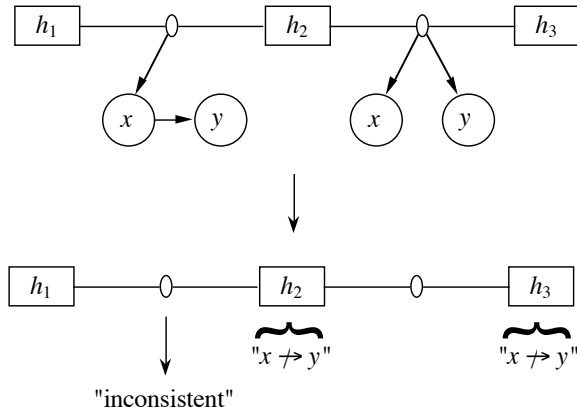 h₁ h₂ h₃
x y x y
h₁ h₂ h₃
"x ↛ y" "x ↛ y"
"inconsistent"